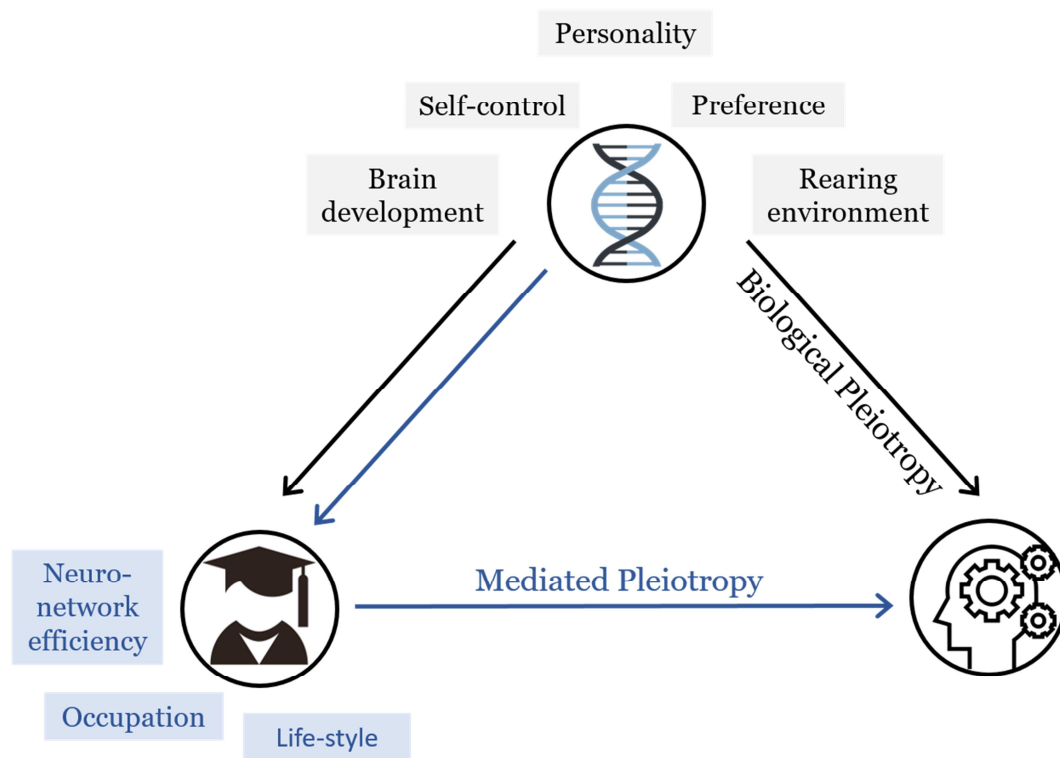 Personality
Self-control
Preference
Brain
development
Rearing
environment
Biological Pleiotropy
Neuro-
network
efficiency
Mediated Pleiotropy
Occupation
Life-style